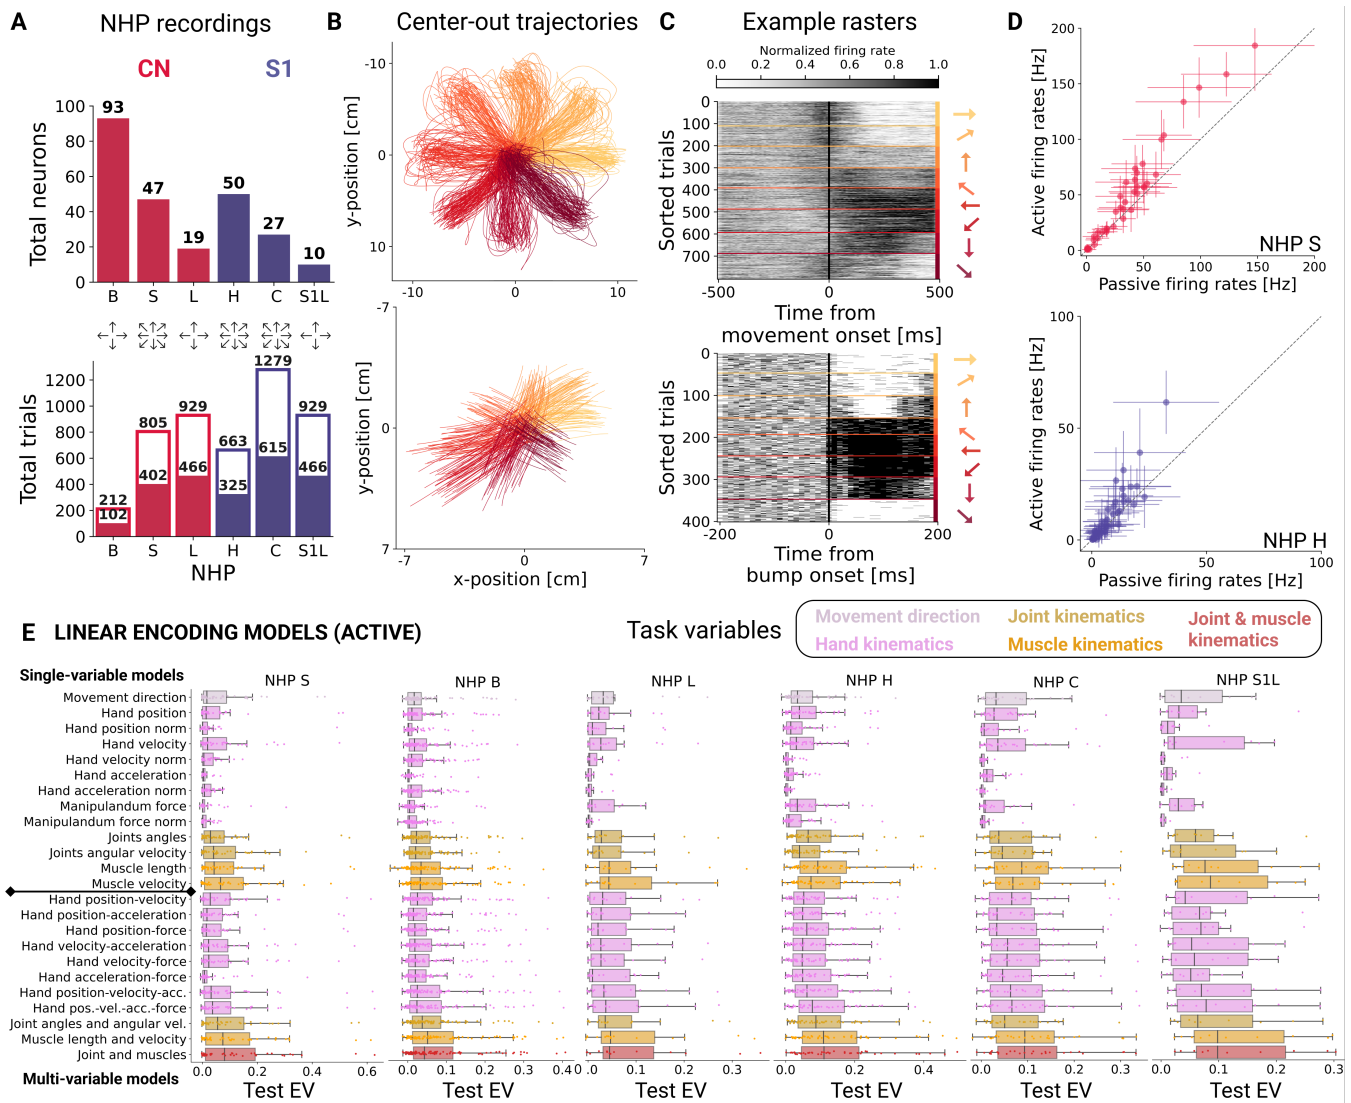 A NHP recordings
CN S1
Total neurons
100
80
60
40
20
0
93
47
19
50
27
10
B S L H C S1L
Total trials
1200
1000
800
600
400
200
0
212
102
805
402
929
466
663
325
1279
615
929
466
B S L H C S1L
NHP
B Center-out trajectories
y-position [cm]
-10
0
10
-10 0 10
y-position [cm]
-7
0
7
-7 0 7
x-position [cm]
C Example rasters
Normalized firing rate
0.0 0.2 0.4 0.6 0.8 1.0
Sorted trials
0
100
200
300
400
500
600
700
-500 0 500
Time from
movement onset [ms]
Sorted trials
0
100
200
300
400
-200 0 200
Time from
bump onset [ms]
D
Active firing rates [Hz]
200
150
100
50
0
NHP S
0 50 100 150 200
Passive firing rates [Hz]
Active firing rates [Hz]
100
50
0
NHP H
0 50 100
Passive firing rates [Hz]
E LINEAR ENCODING MODELS (ACTIVE)
Task variables
Movement direction
Hand kinematics
Joint kinematics
Muscle kinematics
Joint & muscle
kinematics
Single-variable models
NHP S NHP B NHP L NHP H NHP C NHP S1L
Movement direction
Hand position
Hand position norm
Hand velocity
Hand velocity norm
Hand acceleration
Hand acceleration norm
Manipulandum force
Manipulandum force norm
Joints angles
Joints angular velocity
Muscle length
Muscle velocity
Hand position-velocity
Hand position-acceleration
Hand position-force
Hand velocity-acceleration
Hand velocity-force
Hand acceleration-force
Hand position-velocity-acc.
Hand pos.-vel.-acc.-force
Joint angles and angular vel.
Muscle length and velocity
Joint and muscles
Multi-variable models
0.0 0.2 0.4 0.6
Test EV
0.0 0.1 0.2 0.3 0.4
Test EV
0.0 0.1 0.2 0.3
Test EV
0.0 0.1 0.2 0.3 0.4
Test EV
0.0 0.1 0.2 0.3
Test EV
0.0 0.1 0.2 0.3
Test EV